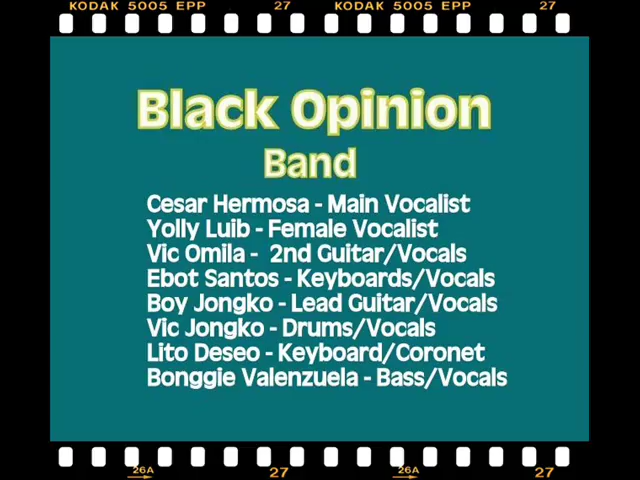 KODAK 5005 EPP 27 KODAK 5005 EPP 27
Black Opinion
Band
Cesar Hermosa - Main Vocalist
Yolly Luib - Female Vocalist
Vic Omila -  2nd Guitar/Vocals
Ebot Santos - Keyboards/Vocals
Boy Jongko - Lead Guitar/Vocals
Vic Jongko - Drums/Vocals
Lito Deseo - Keyboard/Coronet
Bonggie Valenzuela - Bass/Vocals
26A 27 26A 27